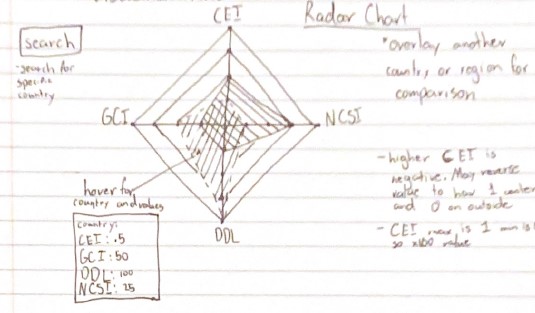 CEI
Radar Chart
search
-search for
specific
country
*overlay another
country or region for
comparison
GCI
NCSI
-higher CEI is
negative. May reverse
value to have 1 center
and 0 on outside
hover for
country and values
- CEI max is 1 min is
so x100 value
DDL
country:
CEI: .5
GCI: 50
DDL: 100
NCSI: 25